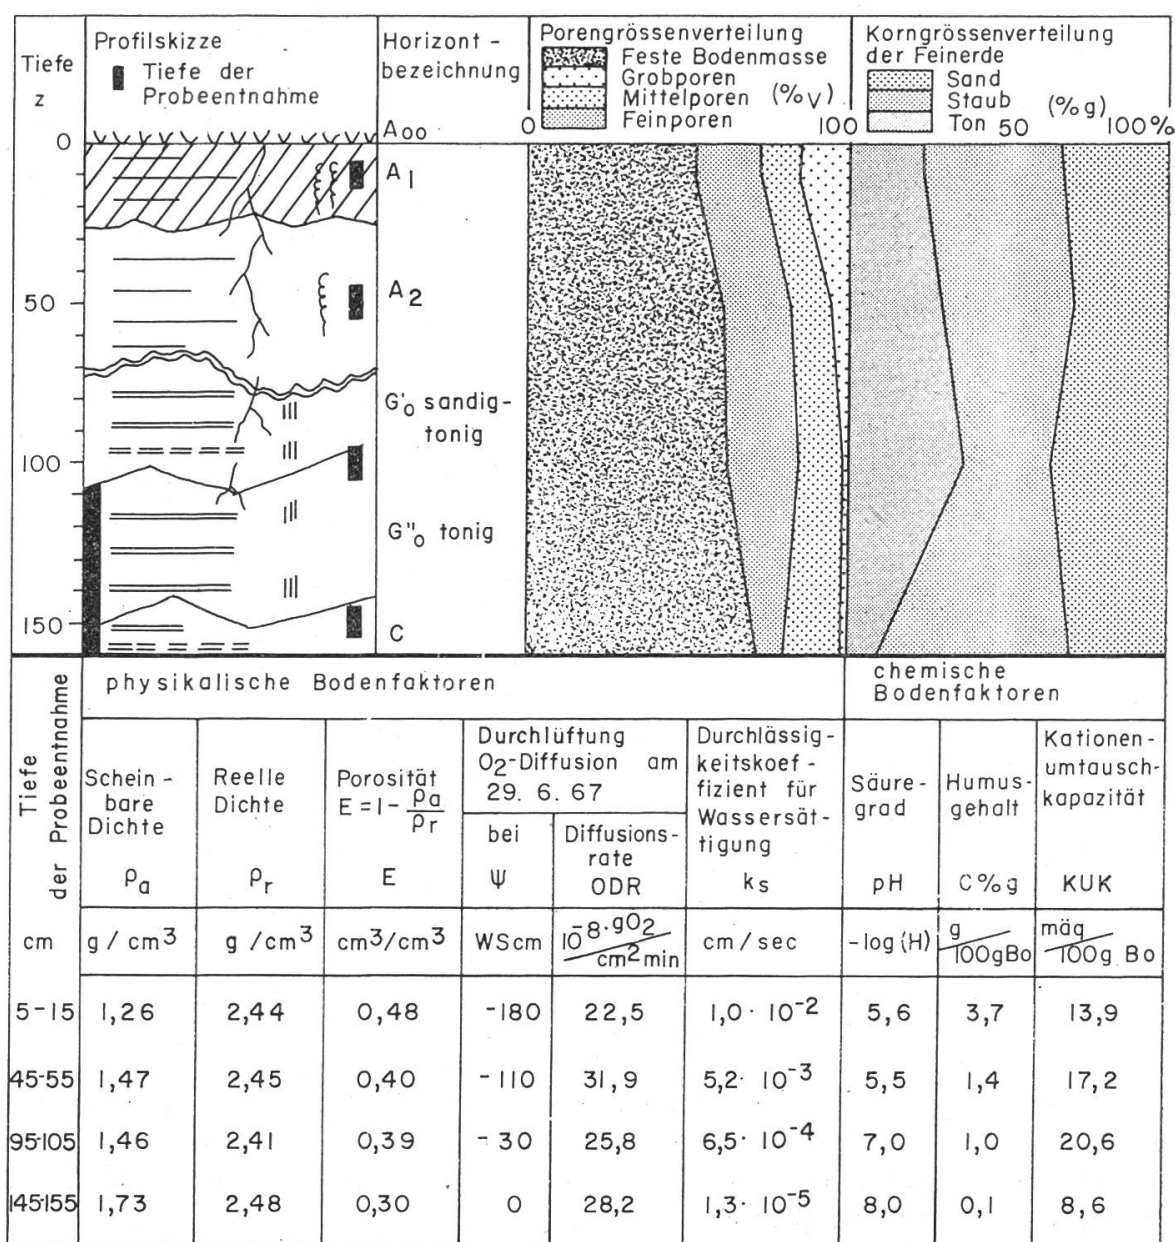 Tiefe
z
Profilskizze
Tiefe der
Probeentnahme
Horizont -
bezeichnung
A₀₀
Porengrössenverteilung
Feste Bodenmasse
Grobporen
Mittelporen (%v)
Feinporen
0 100
Korngrössenverteilung
der Feinerde
Sand
Staub (%g)
Ton 50 100%
0
50
100
150
A₁
A₂
G'₀ sandig-
tonig
G"₀ tonig
C
Tiefe
der Probeentnahme
physikalische Bodenfaktoren
chemische
Bodenfaktoren
Schein -
bare
Dichte
ρₐ
Reelle
Dichte
ρᵣ
Porosität
E = 1 - ρₐ/ρᵣ
E
Durchlüftung
O₂-Diffusion am
29. 6. 67
bei
Ψ
Diffusions-
rate
ODR
Durchlässig-
keitskoef -
fizient für
Wassersät-
tigung
kₛ
Säure-
grad
pH
Humus-
gehalt
C% g
Kationen-
umtausch-
kapazität
KUK
cm g / cm³ g /cm³ cm³/cm³ WScm 10⁻⁸·gO₂/cm² min cm / sec -log (H) g/100gBo mäq/100g Bo
5-15 1,26 2,44 0,48 -180 22,5 1,0· 10⁻² 5,6 3,7 13,9
45-55 1,47 2,45 0,40 -110 31,9 5,2· 10⁻³ 5,5 1,4 17,2
95-105 1,46 2,41 0,39 - 30 25,8 6,5· 10⁻⁴ 7,0 1,0 20,6
145-155 1,73 2,48 0,30 0 28,2 1,3· 10⁻⁵ 8,0 0,1 8,6